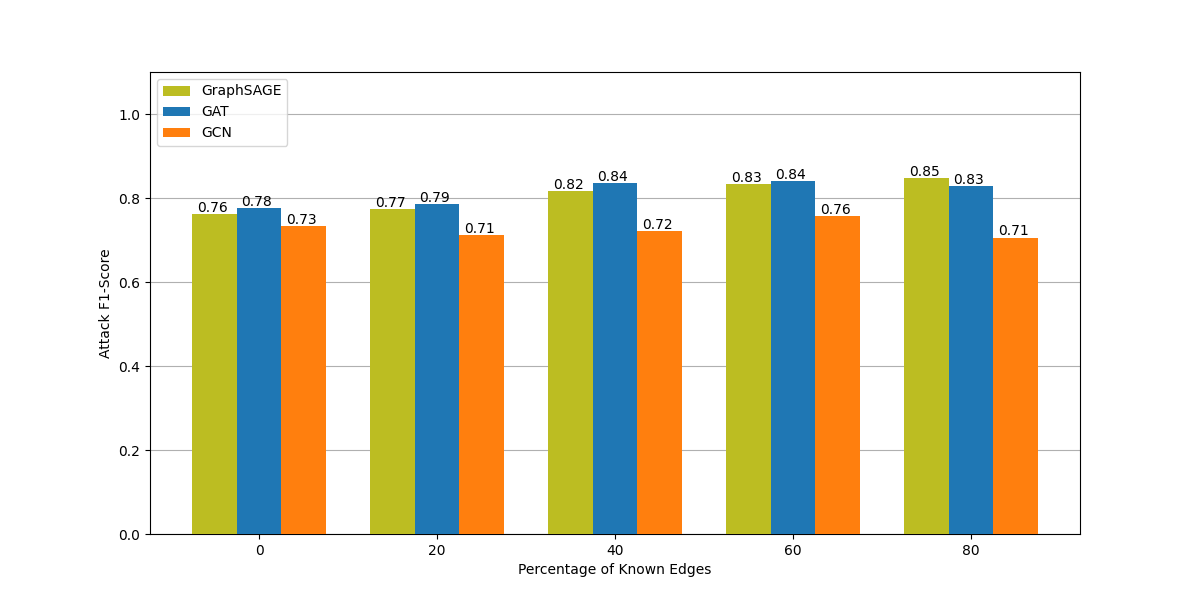 GraphSAGE
GAT
GCN
Attack F1-Score
1.0
0.8
0.6
0.4
0.2
0.0
0.76 0.78 0.73
0.77 0.79 0.71
0.82 0.84 0.72
0.83 0.84 0.76
0.85 0.83 0.71
0 20 40 60 80
Percentage of Known Edges